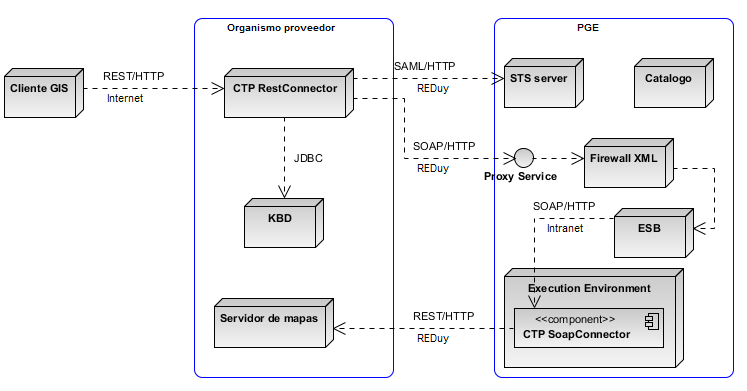 Organismo proveedor
PGE
Cliente GIS
REST/HTTP
Internet
CTP RestConnector
SAML/HTTP
REDuy
STS server
Catalogo
JDBC
SOAP/HTTP
REDuy
Proxy Service
Firewall XML
KBD
SOAP/HTTP
Intranet
ESB
Execution Environment
Servidor de mapas
REST/HTTP
REDuy
<<component>>
CTP SoapConnector